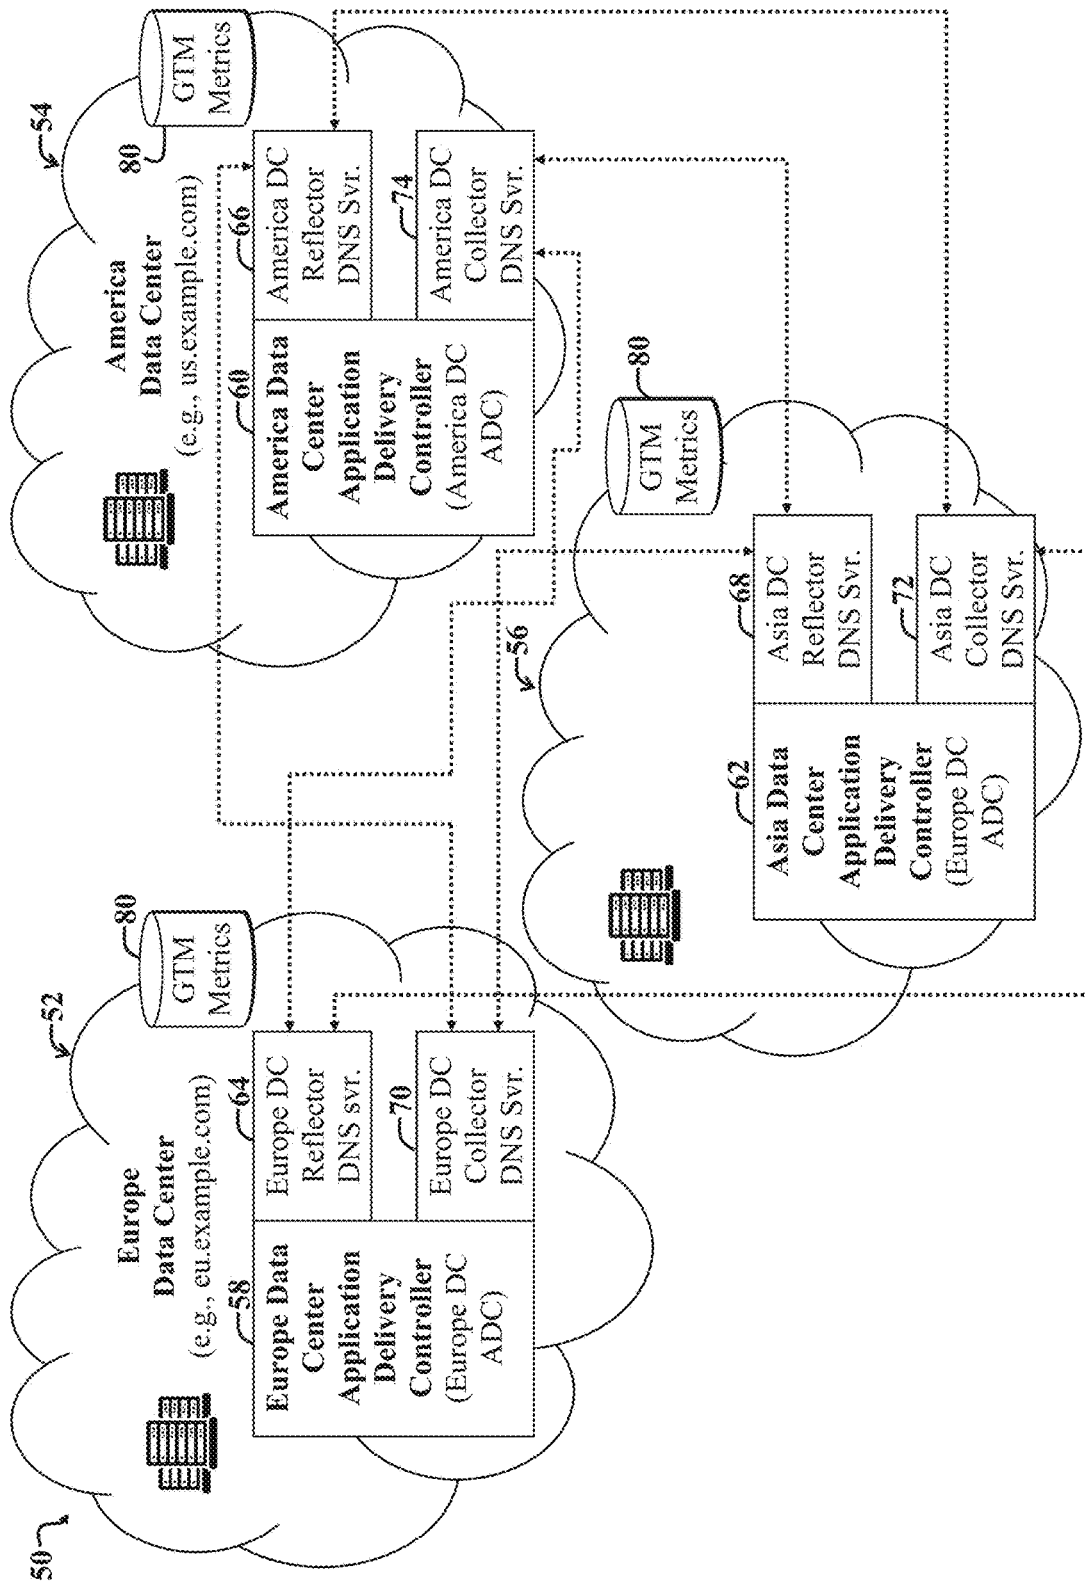 50
52
Europe
Data Center
(e.g., eu.example.com)
80
GTM
Metrics
58
Europe Data
Center
Application
Delivery
Controller
(Europe DC
ADC)
64
Europe DC
Reflector
DNS svr.
70
Europe DC
Collector
DNS Svr.
54
America
Data Center
(e.g., us.example.com)
80
GTM
Metrics
60
America Data
Center
Application
Delivery
Controller
(America DC
ADC)
66
America DC
Reflector
DNS Svr.
74
America DC
Collector
DNS Svr.
56
80
GTM
Metrics
62
Asia Data
Center
Application
Delivery
Controller
(Europe DC
ADC)
68
Asia DC
Reflector
DNS Svr.
72
Asia DC
Collector
DNS Svr.